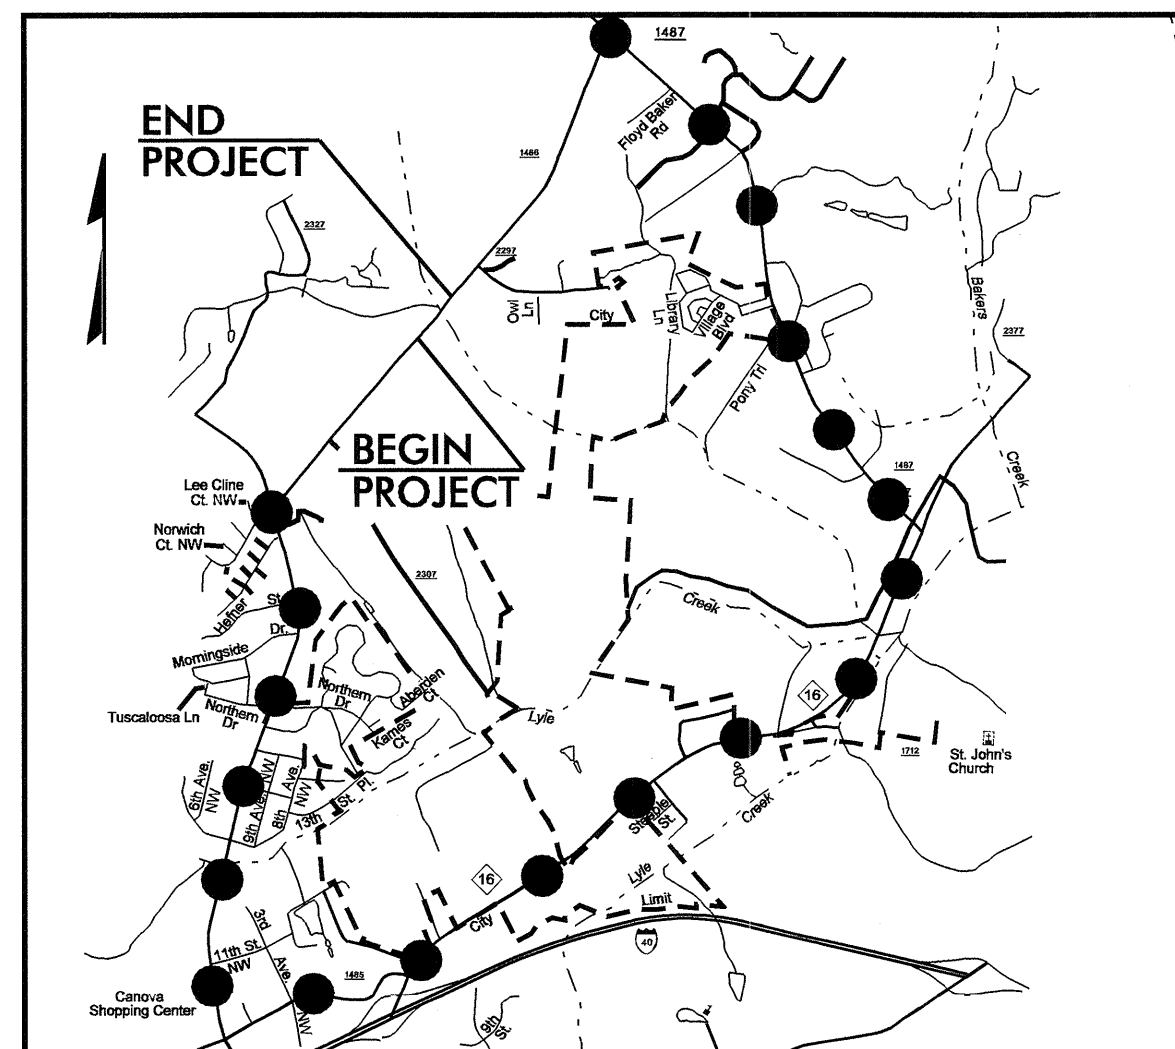 1487
Floyd Baker
Rd
END
PROJECT
1486
2327
2297
Owl
Ln
City
Library
Ln
Village
Blvd
Bakers
2377
Pony Trl
BEGIN
PROJECT
1487
Creek
Lee Cline
Ct. NW
Norwich
Ct. NW
Hefner
St.
Dr.
2307
Creek
Morningside
Northern
Dr
Aberden
Ct
Tuscaloosa Ln
Northern
Dr
Kames
Ct
Lyle
16
1712
St. John's
Church
6th Ave.
NW
9th Ave.
NW
8th
Ave.
NW
13th
St.
Pl.
Steeple
St.
Creek
16
Lyle
City
Limit
3rd
Ave.
NW
11th St.
NW
1485
40
Canova
Shopping Center
9th
St.